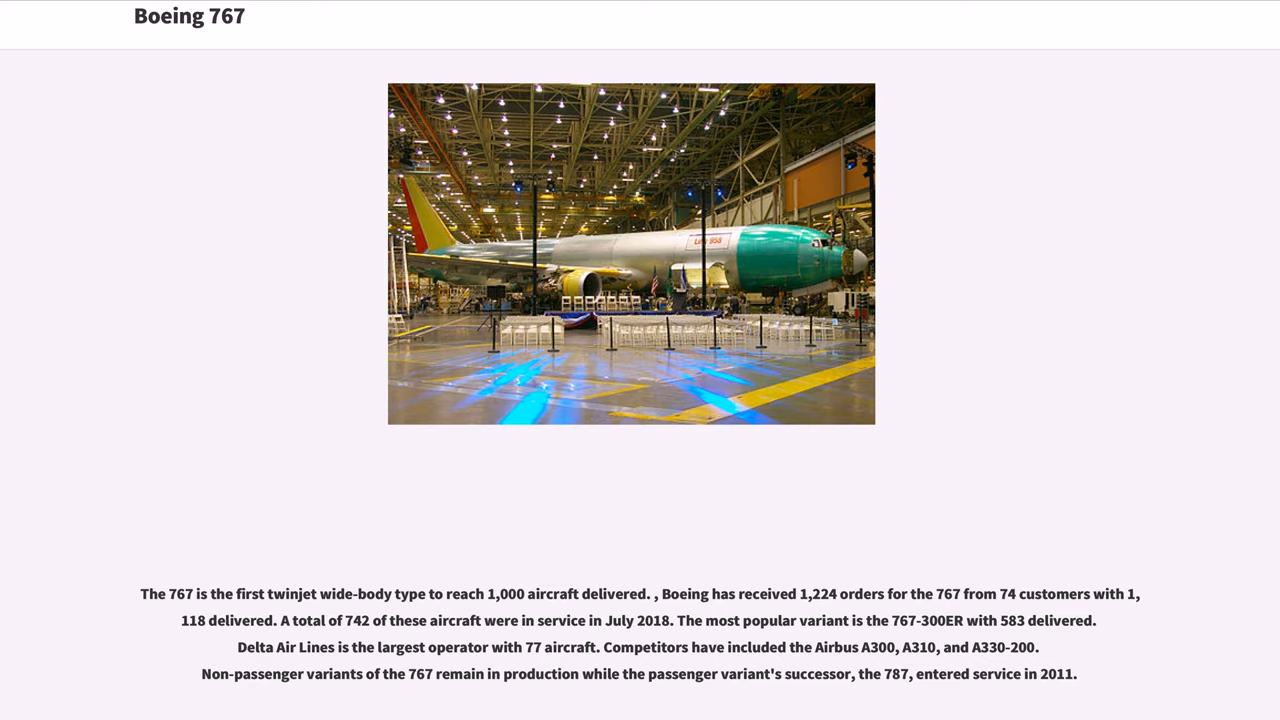 Boeing 767
The 767 is the first twinjet wide-body type to reach 1,000 aircraft delivered. , Boeing has received 1,224 orders for the 767 from 74 customers with 1,
118 delivered. A total of 742 of these aircraft were in service in July 2018. The most popular variant is the 767-300ER with 583 delivered.
Delta Air Lines is the largest operator with 77 aircraft. Competitors have included the Airbus A300, A310, and A330-200.
Non-passenger variants of the 767 remain in production while the passenger variant's successor, the 787, entered service in 2011.